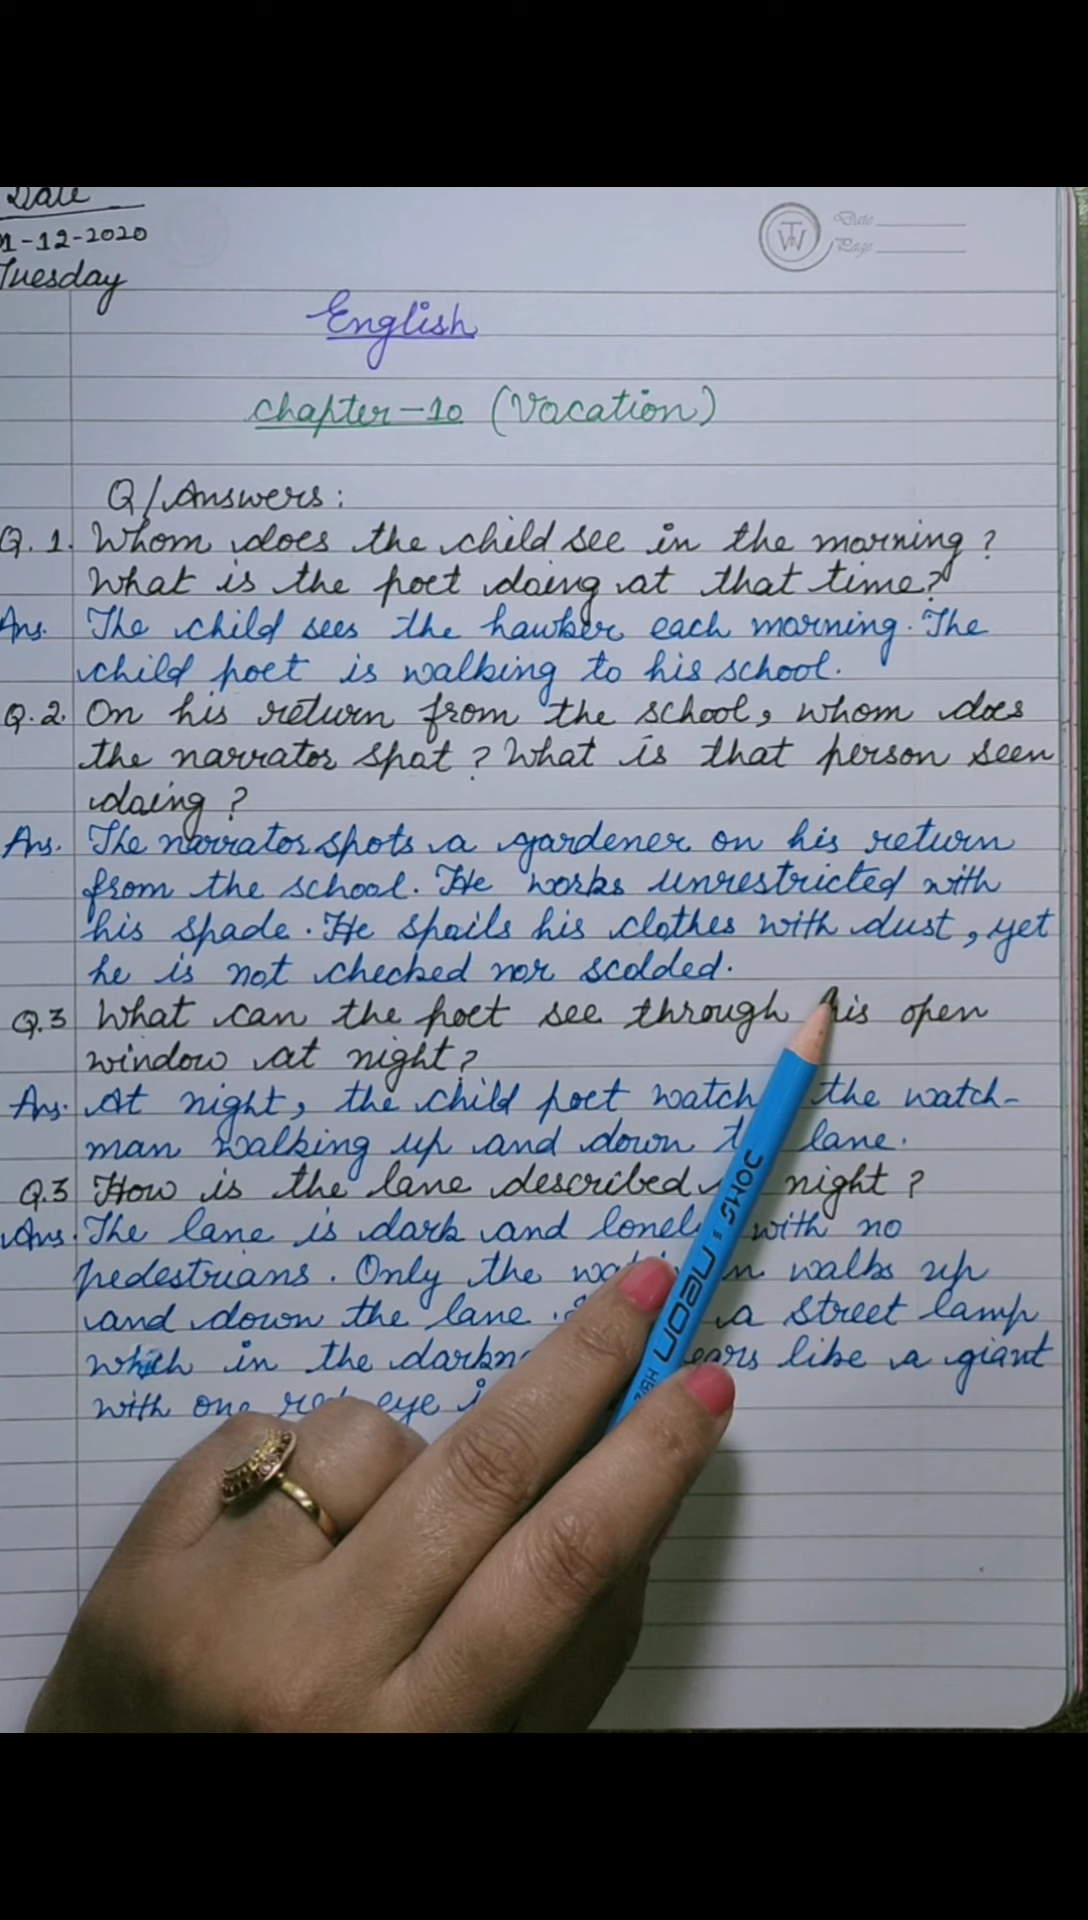 Date
1-12-2020
Tuesday
Date
Page
TW
English
Chapter-10 (Vacation)
Q/Answers:
Q.1. Whom does the child see in the morning?
What is the poet doing at that time?
Ans. The child sees the hawker each morning. The
child poet is walking to his school.
Q.2. On his return from the school, whom does
the narrator spot? What is that person seen
doing?
Ans. The narrator spots a gardener on his return
from the school. He works unrestricted with
his spade. He spoils his clothes with dust, yet
he is not checked nor scolded.
Q.3 What can the poet see through his open
window at night?
Ans. At night, the child poet watch the watch-
man walking up and down lane.
Q.3 How is the lane described night?
Ans. The lane is dark and lonel with no
pedestrians. Only the walks up
and down the lane. a street lamp
which in the like a giant
with one red eye
JOMS: neon HB